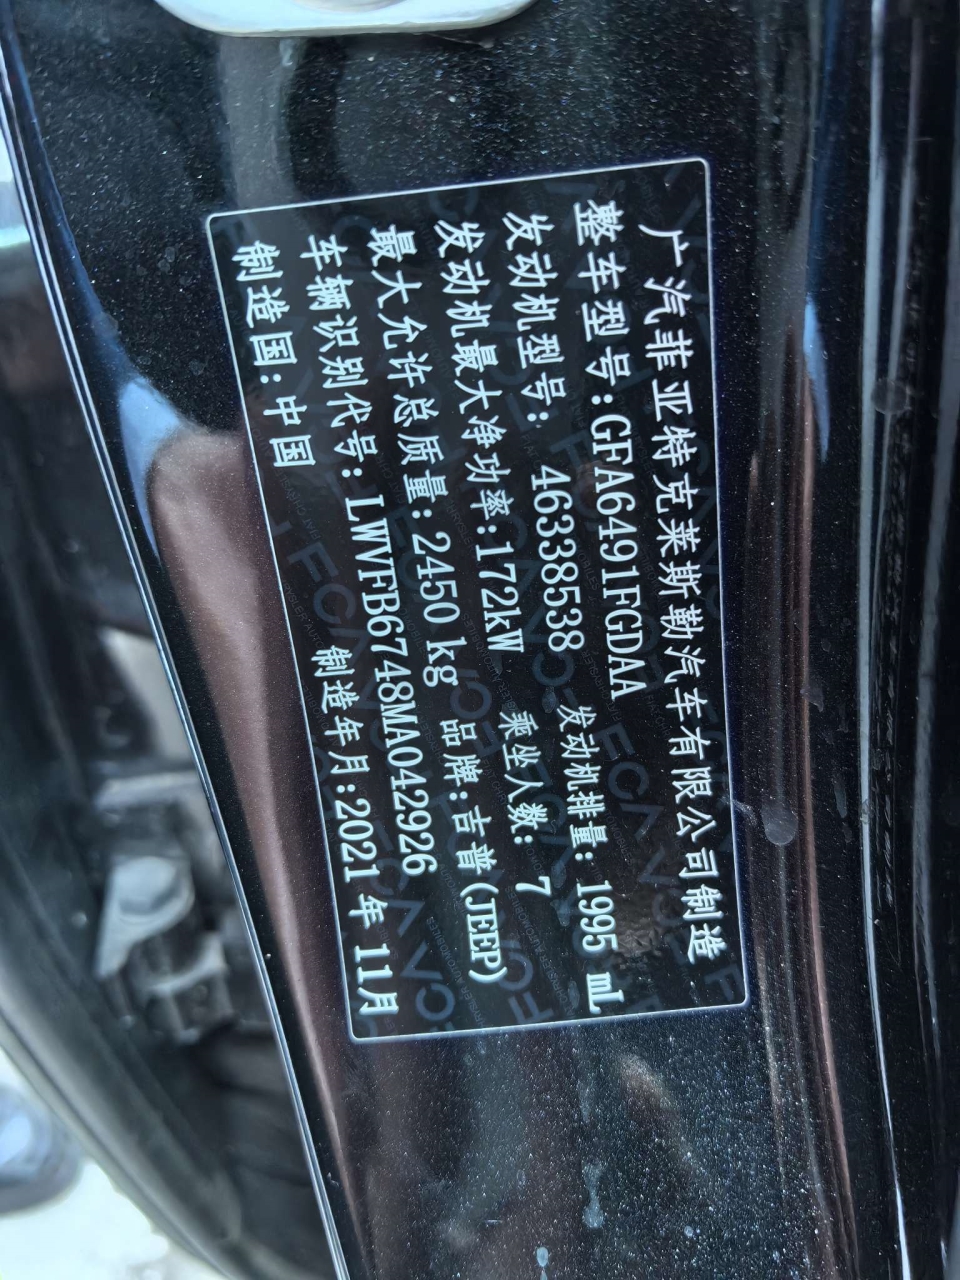 广汽菲亚特克莱斯勒汽车有限公司制造
整车型号:GFA6491FGDAA
发动机型号: 46338538 发动机排量: 1995 mL
发动机最大净功率:172kW 乘坐人数: 7
最大允许总质量:2450 kg 品牌:吉普(JEEP)
车辆识别代号:LWVFB6748MA042926
制造国:中国 制造年月:2021 年 11月